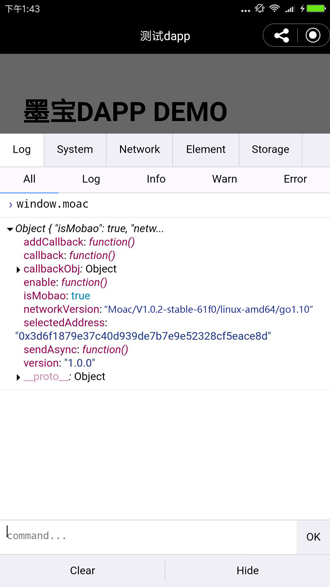 下午1:43
测试dapp
墨宝DAPP DEMO
Log System Network Element Storage
All Log Info Warn Error
› window.moac
Object { "isMobao": true, "netw...
addCallback: function()
callback: function()
callbackObj: Object
enable: function()
isMobao: true
networkVersion: "Moac/V1.0.2-stable-61f0/linux-amd64/go1.10"
selectedAddress:
"0x3d6f1879e37c40d939de7b7e9e52328cf5eace8d"
sendAsync: function()
version: "1.0.0"
__proto__: Object
command...
OK
Clear Hide